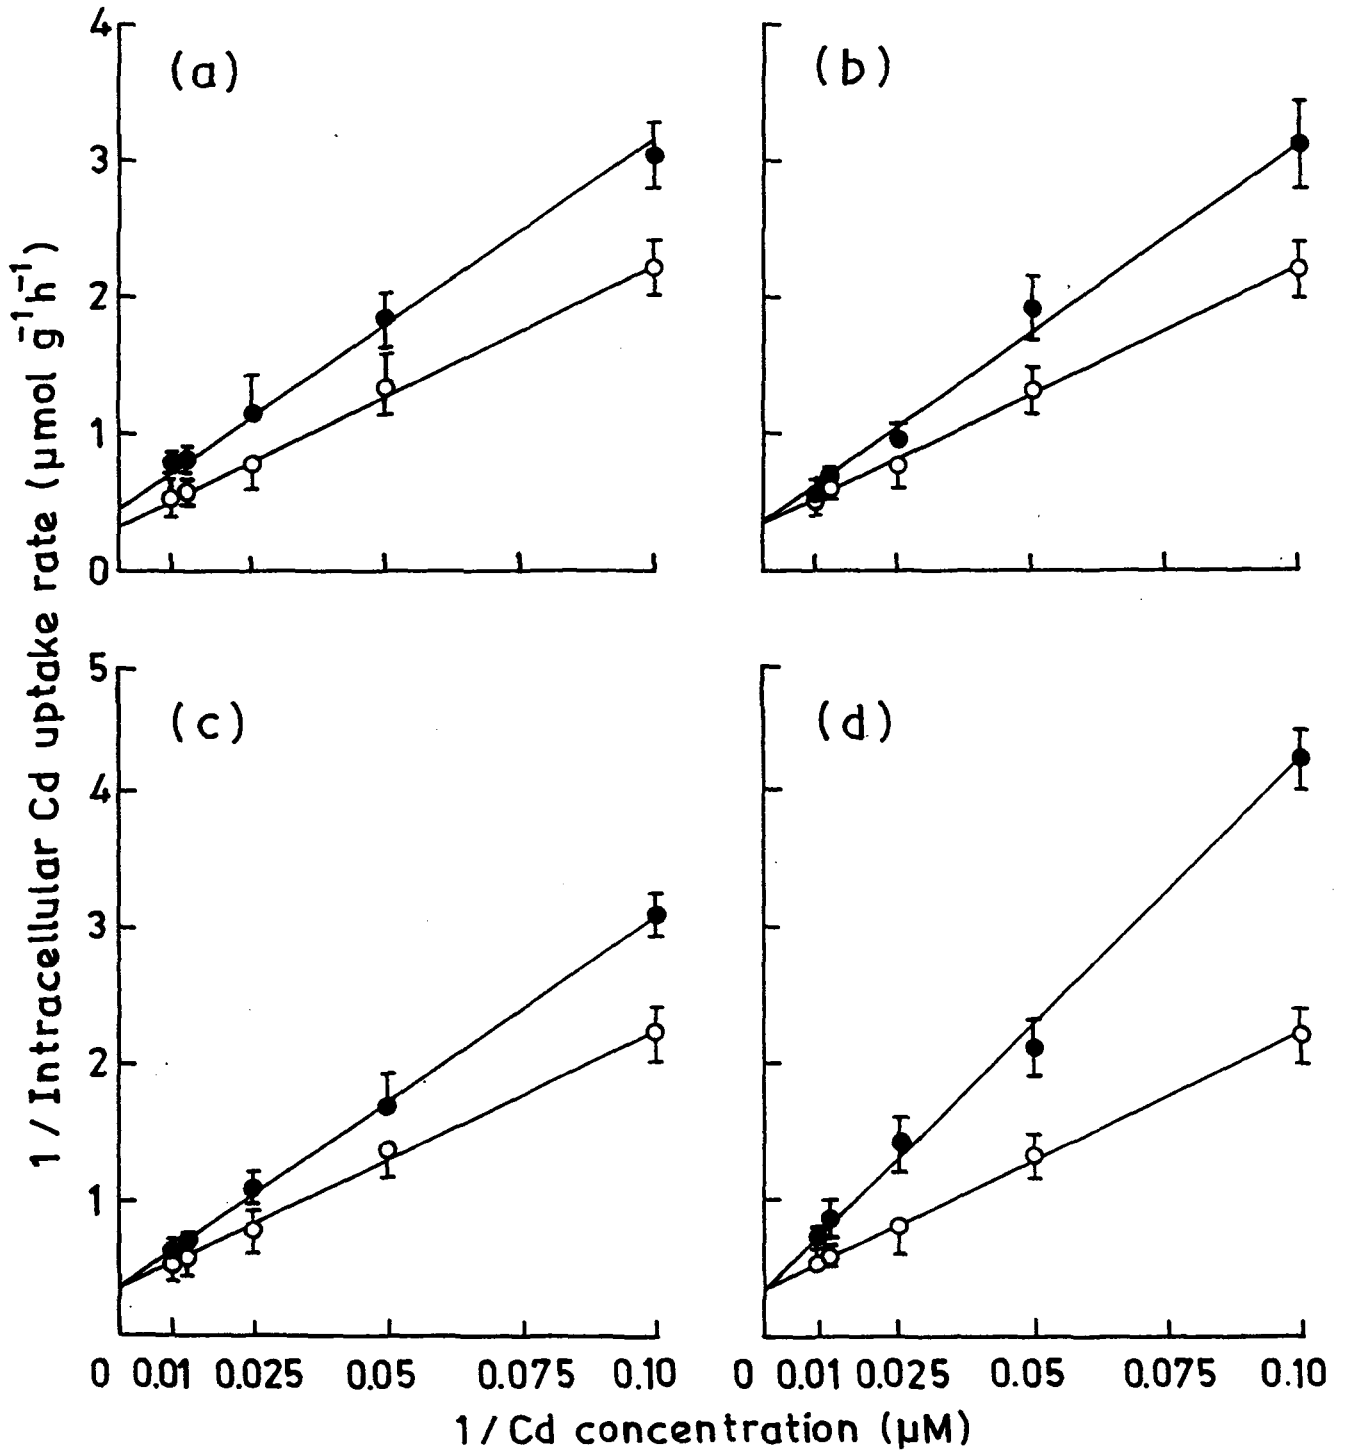 4
(a)
(b)
3
2
1
0
5
(c)
(d)
4
3
2
1
0 0.01 0.025 0.05 0.075 0.10
0 0.01 0.025 0.05 0.075 0.10
1/Cd concentration (µM)
1/Intracellular Cd uptake rate (µmol g⁻¹h⁻¹)